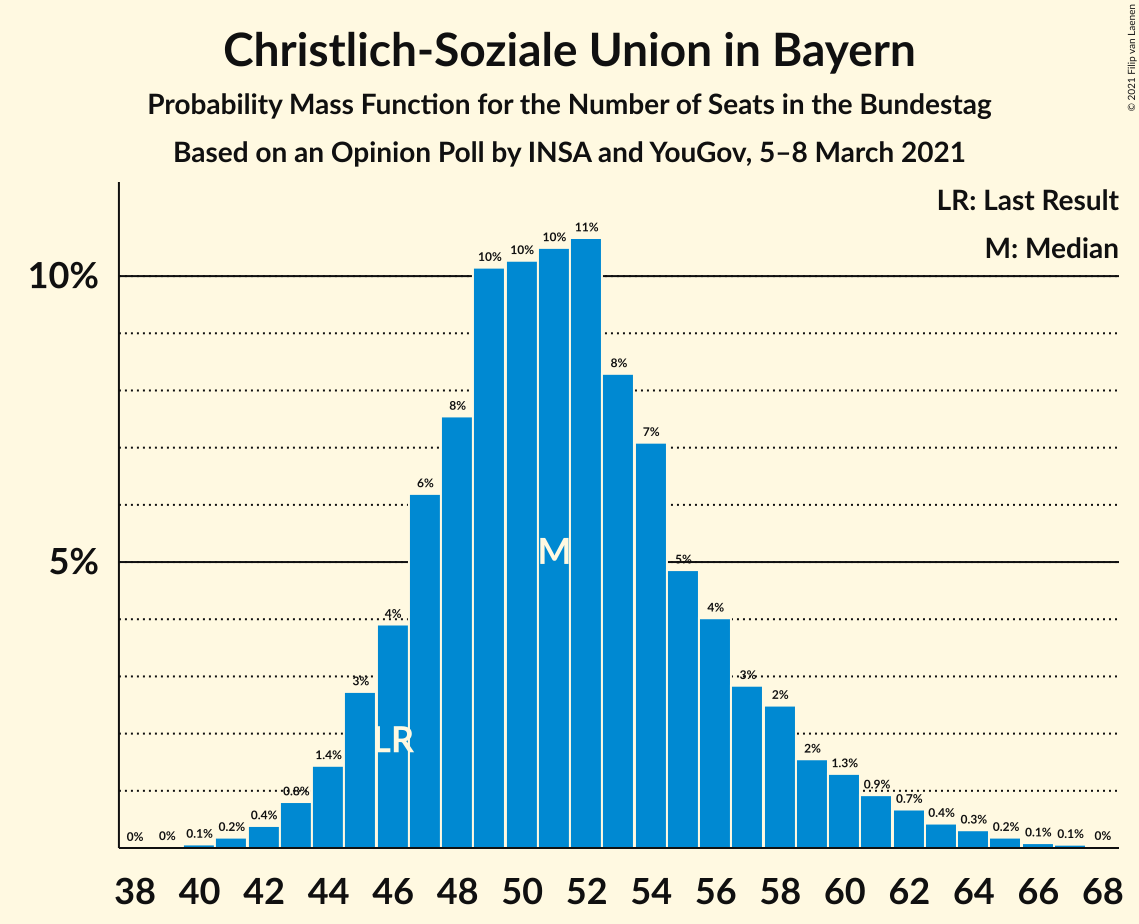 Christlich-Soziale Union in Bayern
Probability Mass Function for the Number of Seats in the Bundestag
Based on an Opinion Poll by INSA and YouGov, 5–8 March 2021
© 2021 Filip van Laenen
LR: Last Result
M: Median
10%
5%
0% 0% 0.1% 0.2% 0.4% 0.8% 1.4% 3% 4% 6% 8% 10% 10% 10% 11% 8% 7% 5% 4% 3% 2% 2% 1.3% 0.9% 0.7% 0.4% 0.3% 0.2% 0.1% 0.1% 0%
M
LR
38 40 42 44 46 48 50 52 54 56 58 60 62 64 66 68